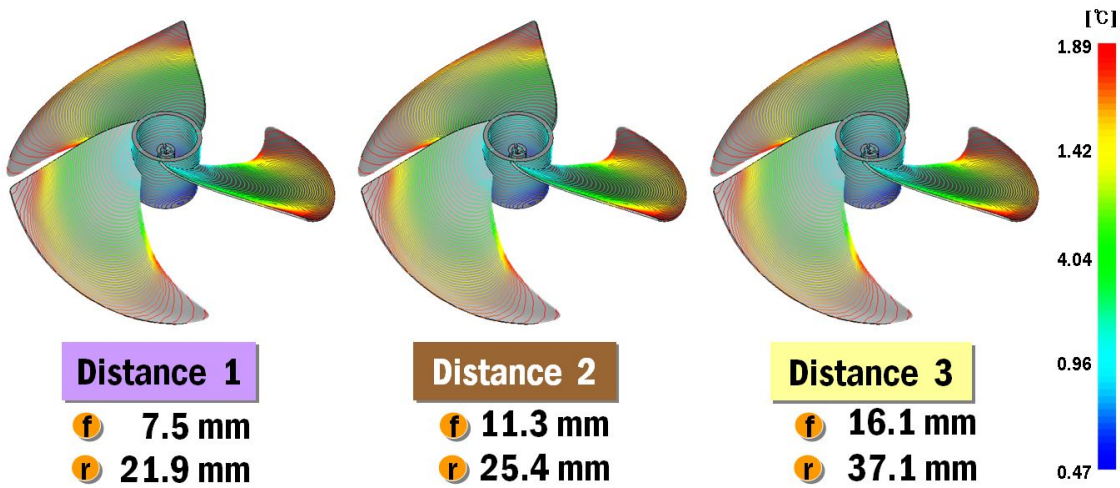 [℃]
1.89
1.42
4.04
0.96
0.47
Distance 1
f 7.5 mm
r 21.9 mm
Distance 2
f 11.3 mm
r 25.4 mm
Distance 3
f 16.1 mm
r 37.1 mm